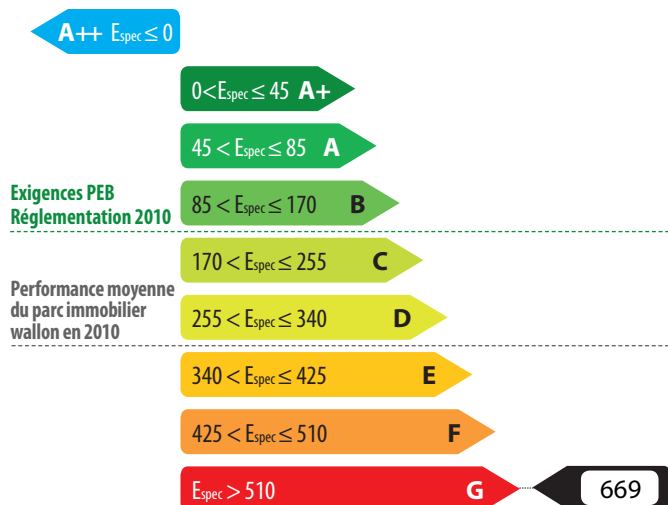 A++ Espec ≤ 0
0<Espec ≤ 45 A+
45 < Espec ≤ 85 A
Exigences PEB
Réglementation 2010
85 < Espec ≤ 170 B
170 < Espec ≤ 255 C
Performance moyenne
du parc immobilier
wallon en 2010
255 < Espec ≤ 340 D
340 < Espec ≤ 425 E
425 < Espec ≤ 510 F
Espec > 510 G 669